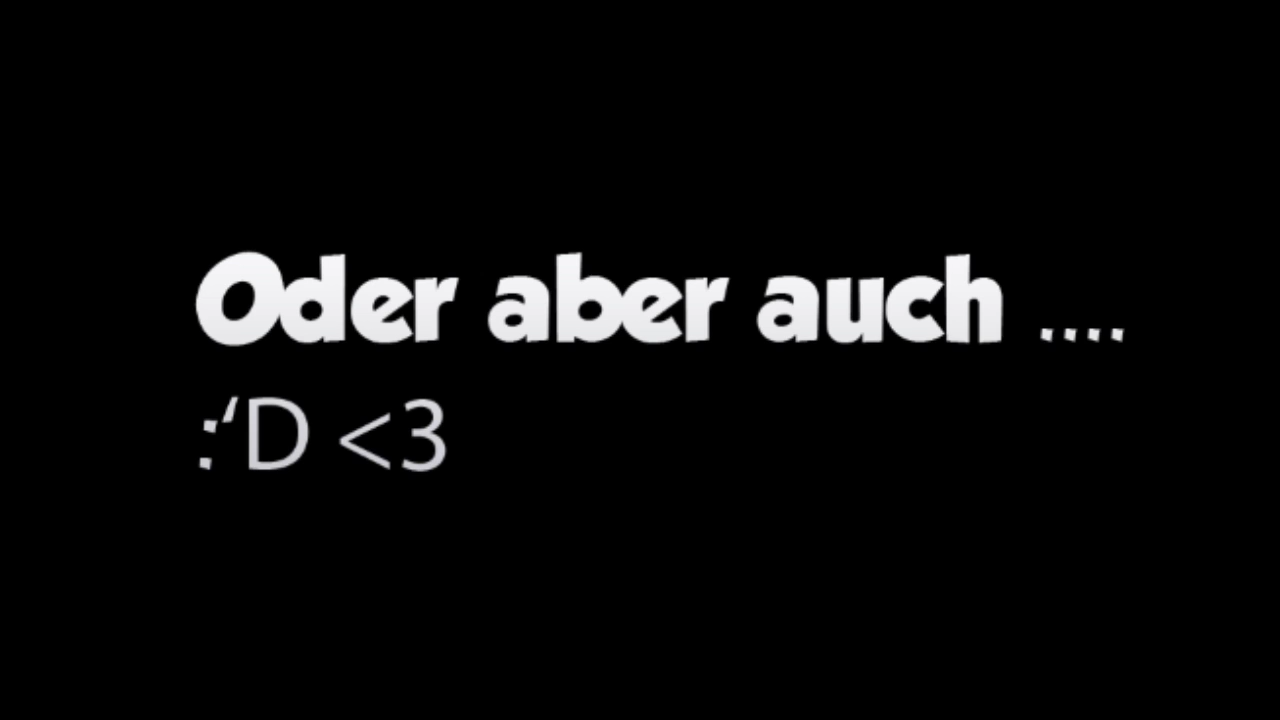 Oder aber auch ....
:‘D <3